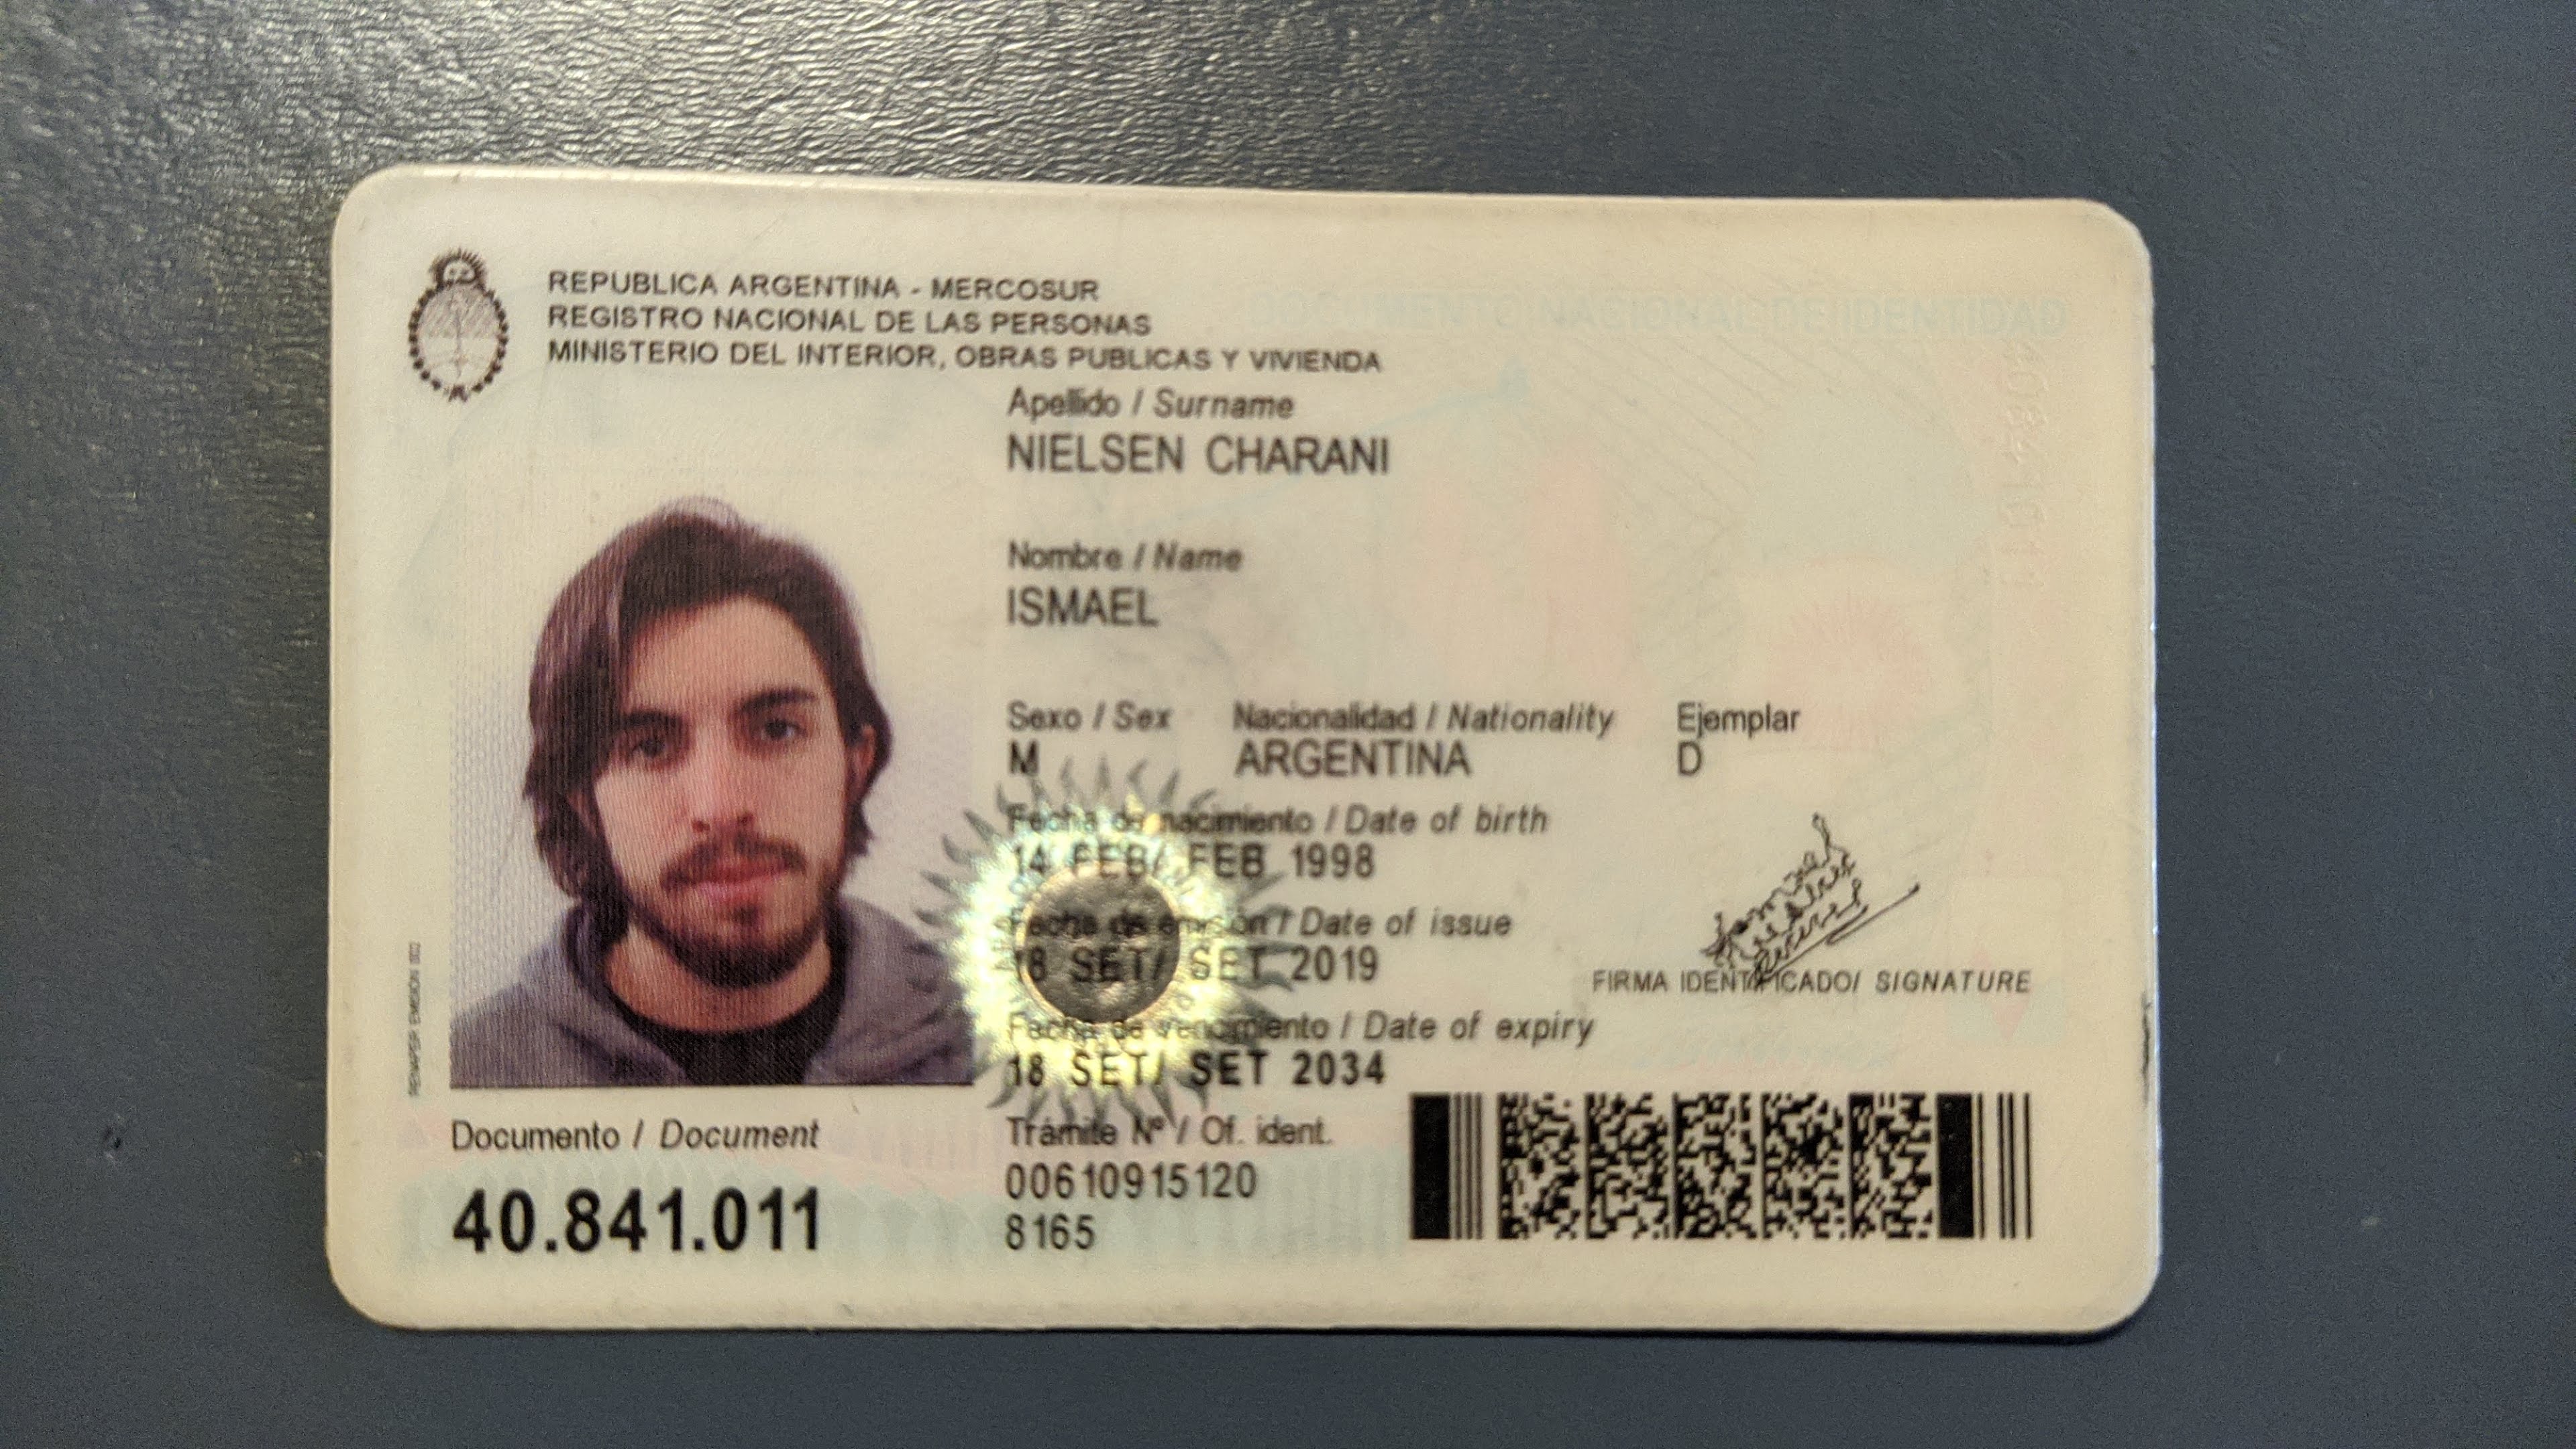 REPUBLICA ARGENTINA - MERCOSUR
REGISTRO NACIONAL DE LAS PERSONAS
MINISTERIO DEL INTERIOR, OBRAS PUBLICAS Y VIVIENDA
Apellido / Surname
NIELSEN CHARANI
Nombre / Name
ISMAEL
Sexo / Sex Nacionalidad / Nationality Ejemplar
M ARGENTINA D
Fecha de nacimiento / Date of birth
14 FEB/ FEB 1998
Fecha de emisión / Date of issue
18 SET/ SET 2019
Fecha de vencimiento / Date of expiry
18 SET/ SET 2034
FIRMA IDENTIFICADO/ SIGNATURE
RENAPER EMISIÓN 002
Documento / Document
40.841.011
Trámite Nº / Of. ident.
00610915120
8165